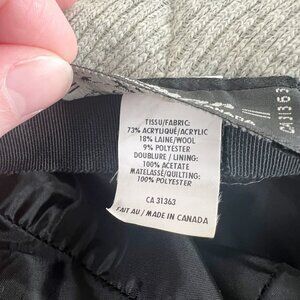 TISSU/FABRIC:
73% ACRYLIQUE/ACRYLIC
18% LAINE/WOOL
9% POLYESTER
DOUBLURE / LINING:
100% ACETATE
MATELASSÉ/QUILTING:
100% POLYESTER
CA 31363
FAIT AU / MADE IN CANADA
CA31363